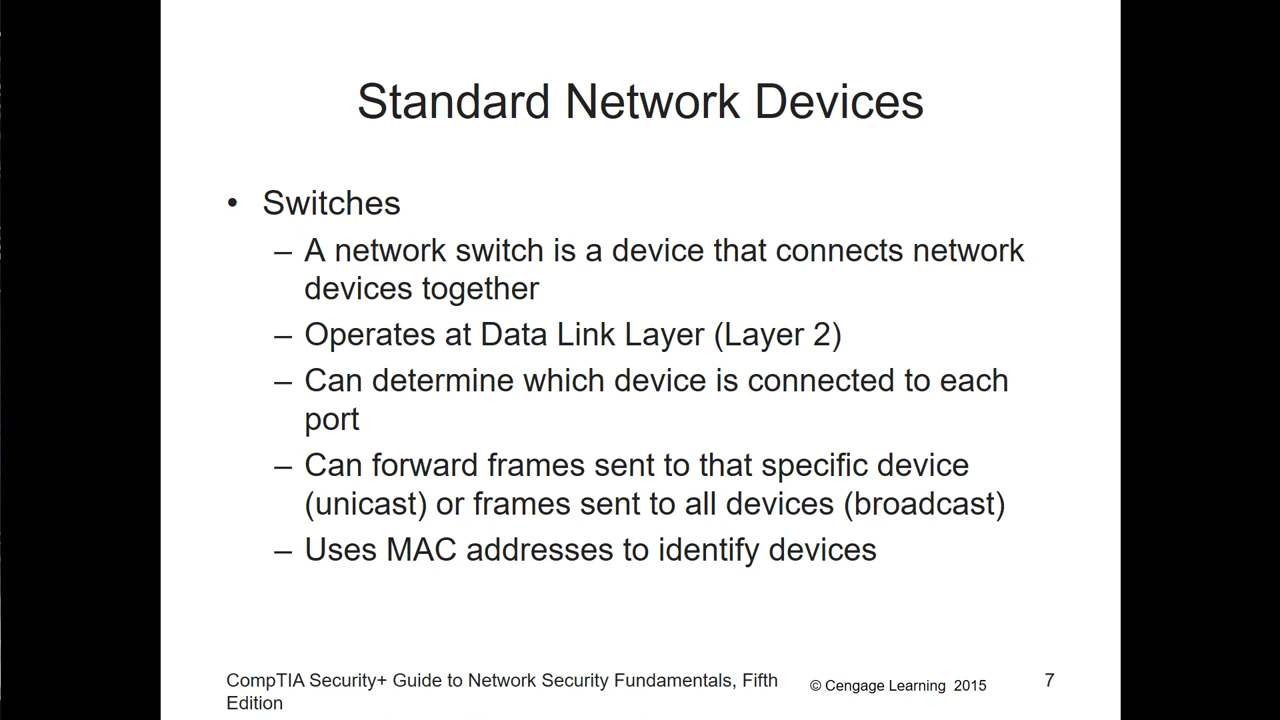 Standard Network Devices
• Switches
– A network switch is a device that connects network
devices together
– Operates at Data Link Layer (Layer 2)
– Can determine which device is connected to each
port
– Can forward frames sent to that specific device
(unicast) or frames sent to all devices (broadcast)
– Uses MAC addresses to identify devices
CompTIA Security+ Guide to Network Security Fundamentals, Fifth
Edition
© Cengage Learning 2015
7